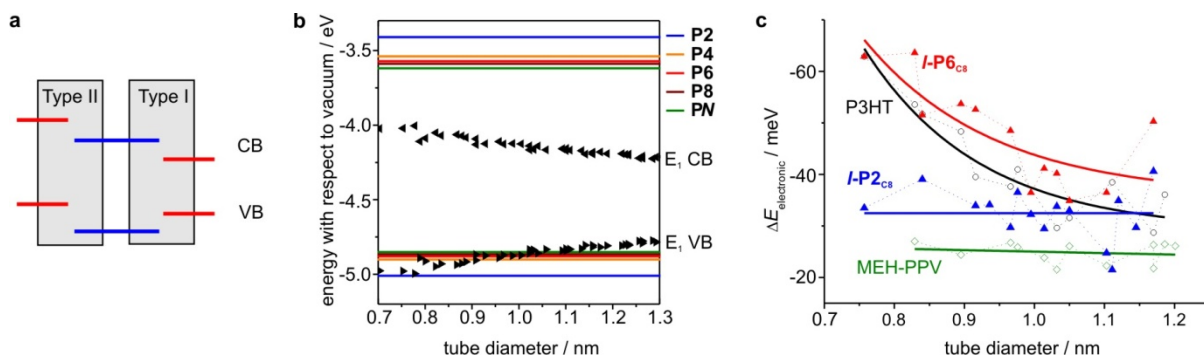 a
Type II
Type I
CB
VB
b
energy with respect to vacuum / eV
-3.5
-4.0
-4.5
-5.0
0.7 0.8 0.9 1.0 1.1 1.2 1.3
tube diameter / nm
E1 CB
E1 VB
P2
P4
P6
P8
PN
c
ΔEelectronic / meV
-60
-40
-20
0.7 0.8 0.9 1.0 1.1 1.2
tube diameter / nm
l-P6C8
P3HT
l-P2C8
MEH-PPV